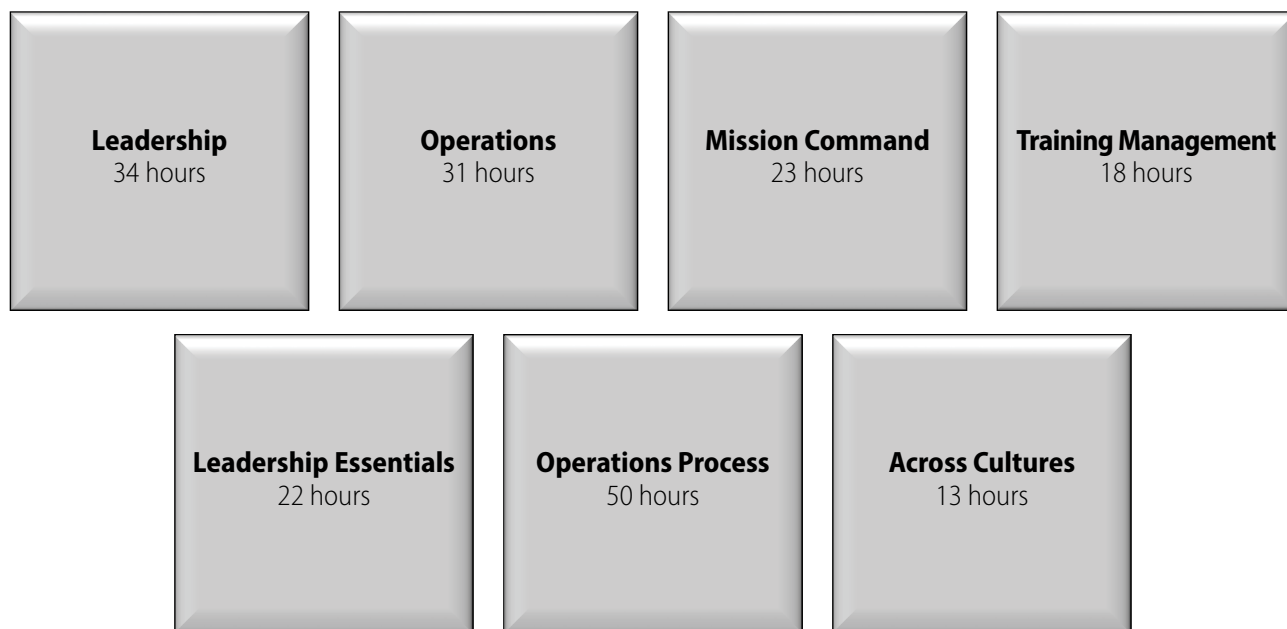 Leadership
34 hours
Operations
31 hours
Mission Command
23 hours
Training Management
18 hours
Leadership Essentials
22 hours
Operations Process
50 hours
Across Cultures
13 hours